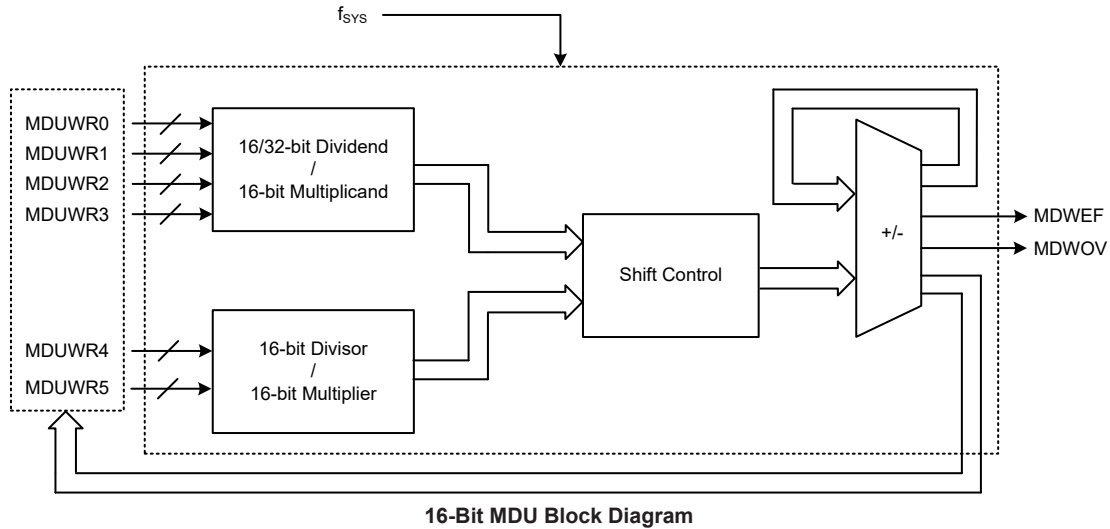 fSYS
MDUWR0
MDUWR1
MDUWR2
MDUWR3
16/32-bit Dividend
/
16-bit Multiplicand
MDUWR4
MDUWR5
16-bit Divisor
/
16-bit Multiplier
Shift Control
+/-
MDWEF
MDWOV
16-Bit MDU Block Diagram